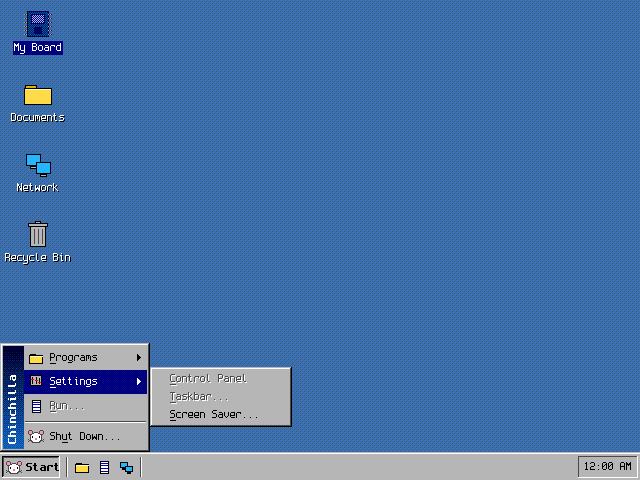 My Board
Documents
Network
Recycle Bin
Chinchilla
Programs
Settings
Run...
Shut Down...
Control Panel
Taskbar...
Screen Saver...
Start
12:00 AM